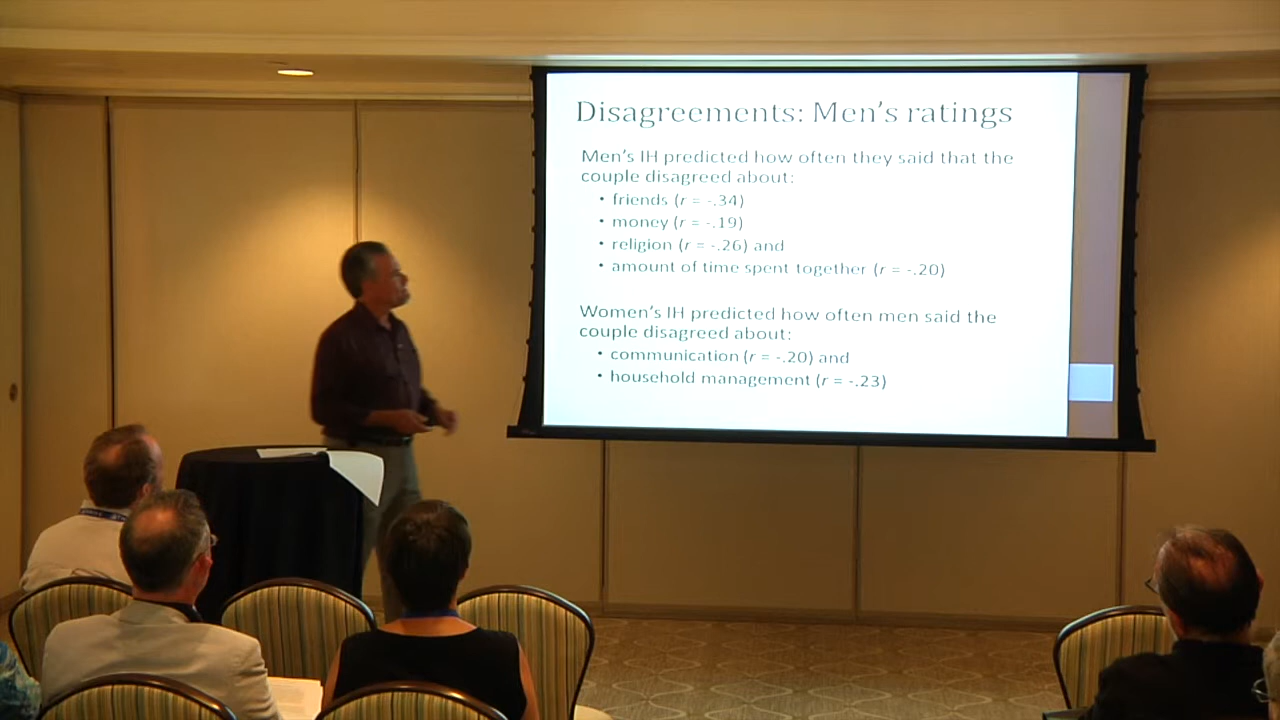 Disagreements: Men's ratings
Men's IH predicted how often they said that the
couple disagreed about:
• friends (r = -.34)
• money (r = -.19)
• religion (r = -.26) and
• amount of time spent together (r = -.20)
Women's IH predicted how often men said the
couple disagreed about:
• communication (r = -.20) and
• household management (r = -.23)